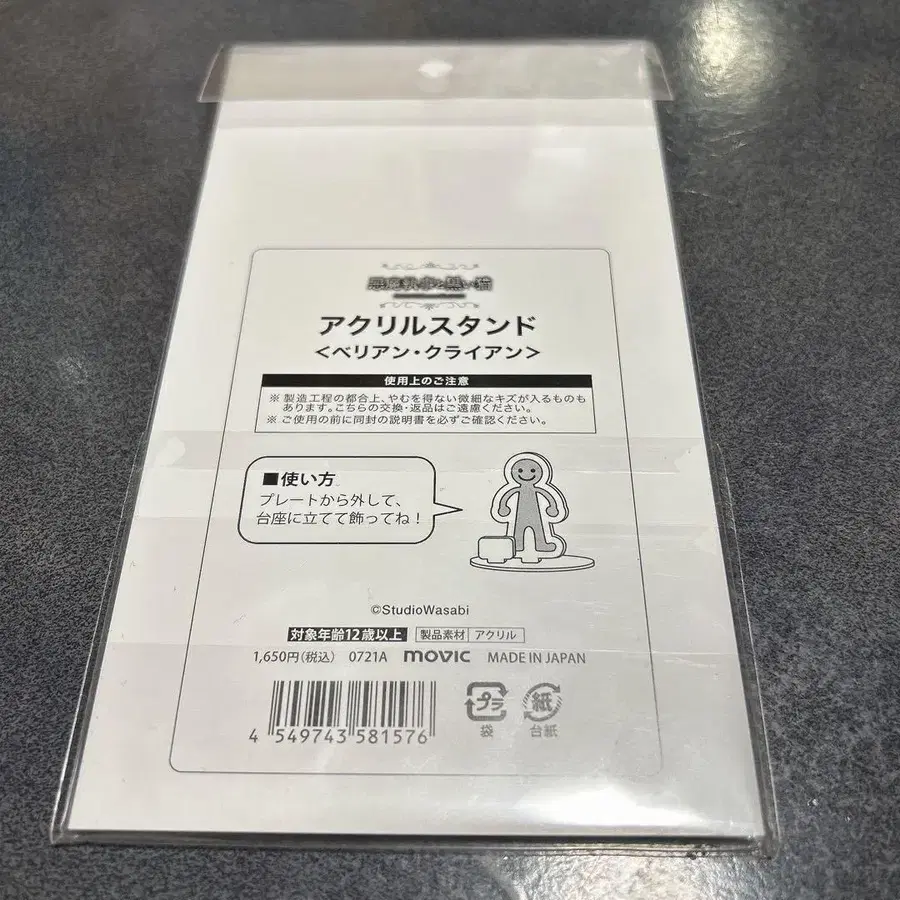 アクリルスタンド
＜ベリアン・クライアン＞
使用上のご注意
※ 製造工程の都合上、やむを得ない微細なキズが入るものも
あります。こちらの交換・返品はご遠慮ください。
※ ご使用の前に同封の説明書を必ずご確認ください。
■使い方
プレートから外して、
台座に立てて飾ってね！
©StudioWasabi
対象年齢12歳以上 製品素材 アクリル
1,650円（税込） 0721A movic MADE IN JAPAN
4 549743 581576
プラ 紙
袋 台紙